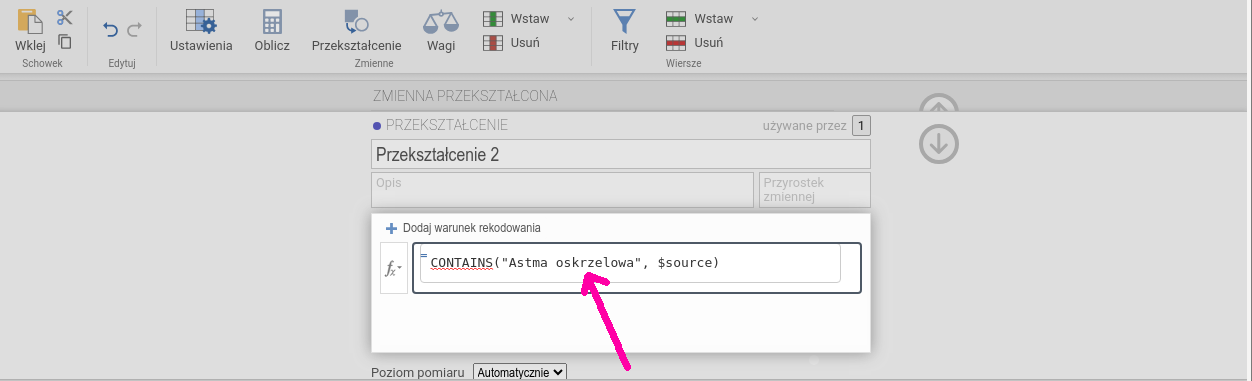 Wklej
Schowek
Edytuj
Ustawienia
Oblicz
Przekształcenie
Wagi
Wstaw
Usuń
Zmienne
Filtry
Wstaw
Usuń
Wiersze
ZMIENNA PRZEKSZTAŁCONA
PRZEKSZTAŁCENIE
używane przez 1
Przekształcenie 2
Opis
Przyrostek
zmiennej
Dodaj warunek rekodowania
fx
= CONTAINS("Astma oskrzelowa", $source)
Poziom pomiaru Automatycznie